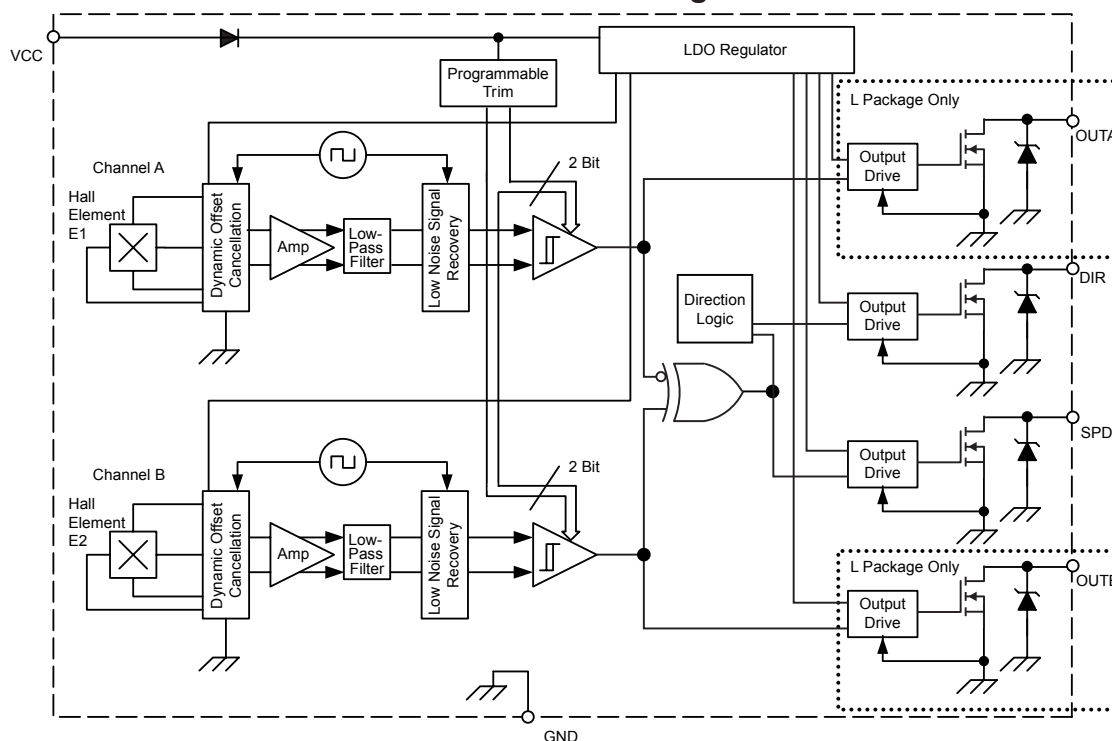 VCC
LDO Regulator
Programmable
Trim
L Package Only
OUTA
Output
Drive
2 Bit
Channel A
Hall
Element
E1
Dynamic Offset
Cancellation
Amp
Low-
Pass
Filter
Low Noise Signal
Recovery
DIR
Direction
Logic
Output
Drive
SPD
Output
Drive
2 Bit
Channel B
Hall
Element
E2
Dynamic Offset
Cancellation
Amp
Low-
Pass
Filter
Low Noise Signal
Recovery
L Package Only
OUTB
Output
Drive
GND